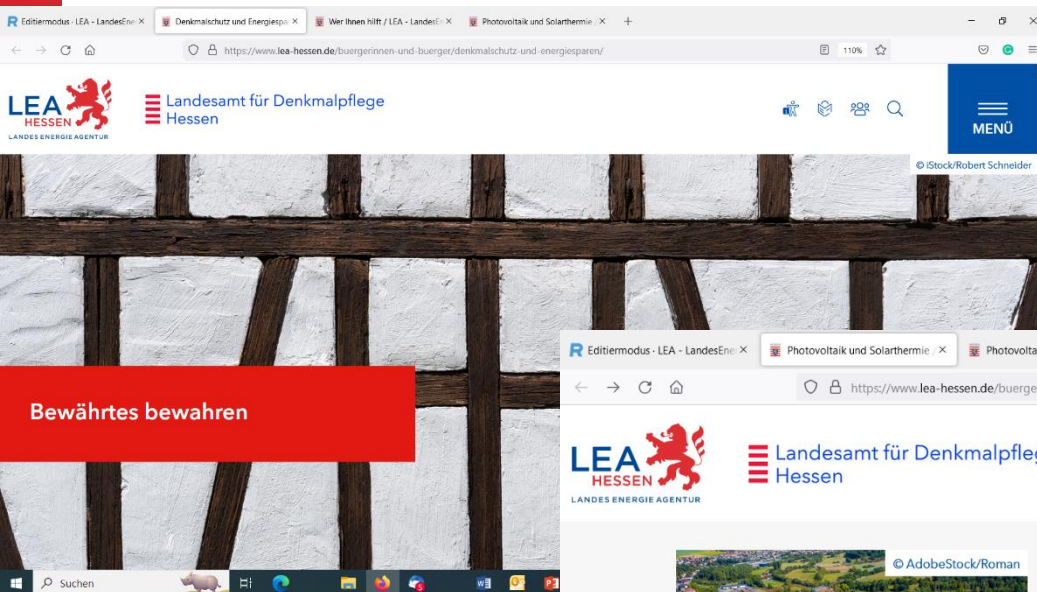 Editiermodus · LEA - LandesEne
Denkmalschutz und Energiespa
Wer Ihnen hilft / LEA - LandesEn
Photovoltaik und Solarthermie /
https://www.lea-hessen.de/buergerinnen-und-buerger/denkmalschutz-und-energiesparen/
110%
LEA
HESSEN
LANDES ENERGIE AGENTUR
Landesamt für Denkmalpflege
Hessen
MENÜ
© iStock/Robert Schneider
Bewährtes bewahren
Editiermodus · LEA - LandesEne
Photovoltaik und Solarthermie /
Photovolta
https://www.lea-hessen.de/buerge
LEA
HESSEN
LANDES ENERGIE AGENTUR
Landesamt für Denkmalpfleg
Hessen
© AdobeStock/Roman
Suchen